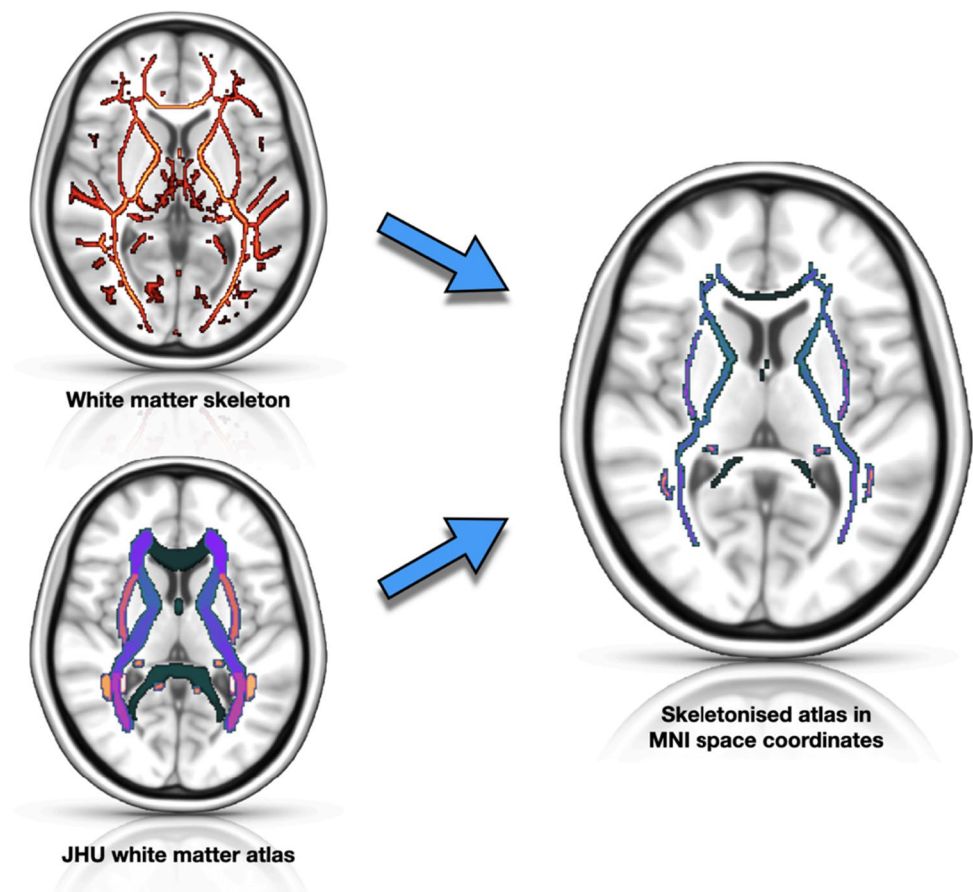 White matter skeleton
JHU white matter atlas
Skeletonised atlas in
MNI space coordinates